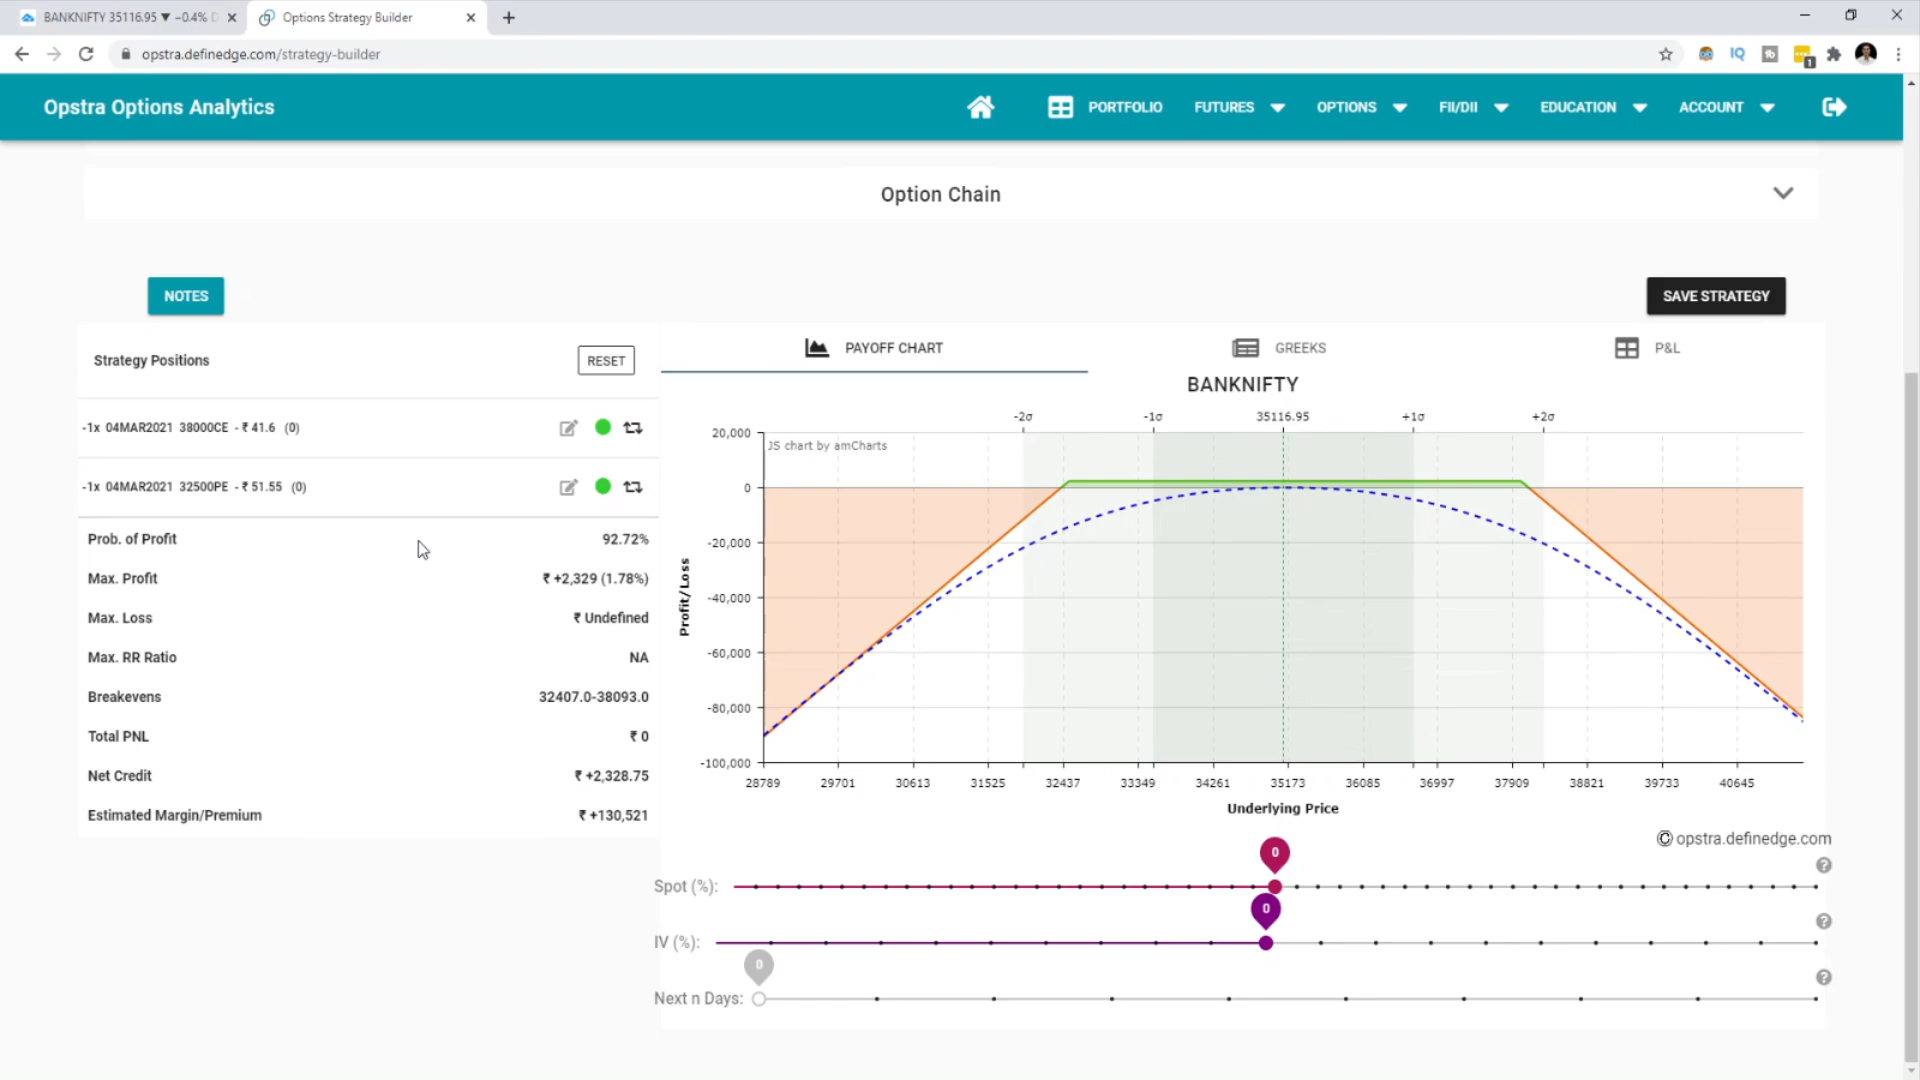 BANKNIFTY 35116.95 ▼ −0.4%
Options Strategy Builder
opstra.definedge.com/strategy-builder
IQ
1
Opstra Options Analytics
PORTFOLIO
FUTURES
OPTIONS
FII/DII
EDUCATION
ACCOUNT
Option Chain
NOTES
SAVE STRATEGY
Strategy Positions
RESET
PAYOFF CHART
GREEKS
P&L
BANKNIFTY
-1x 04MAR2021 38000CE - ₹ 41.6 (0)
-1x 04MAR2021 32500PE - ₹ 51.55 (0)
Prob. of Profit 92.72%
Max. Profit ₹ +2,329 (1.78%)
Max. Loss ₹ Undefined
Max. RR Ratio NA
Breakevens 32407.0-38093.0
Total PNL ₹ 0
Net Credit ₹ +2,328.75
Estimated Margin/Premium ₹ +130,521
-2σ -1σ 35116.95 +1σ +2σ
JS chart by amCharts
20,000
0
-20,000
-40,000
-60,000
-80,000
-100,000
Profit/Loss
28789 29701 30613 31525 32437 33349 34261 35173 36085 36997 37909 38821 39733 40645
Underlying Price
© opstra.definedge.com
0
Spot (%):
0
IV (%):
0
Next n Days: